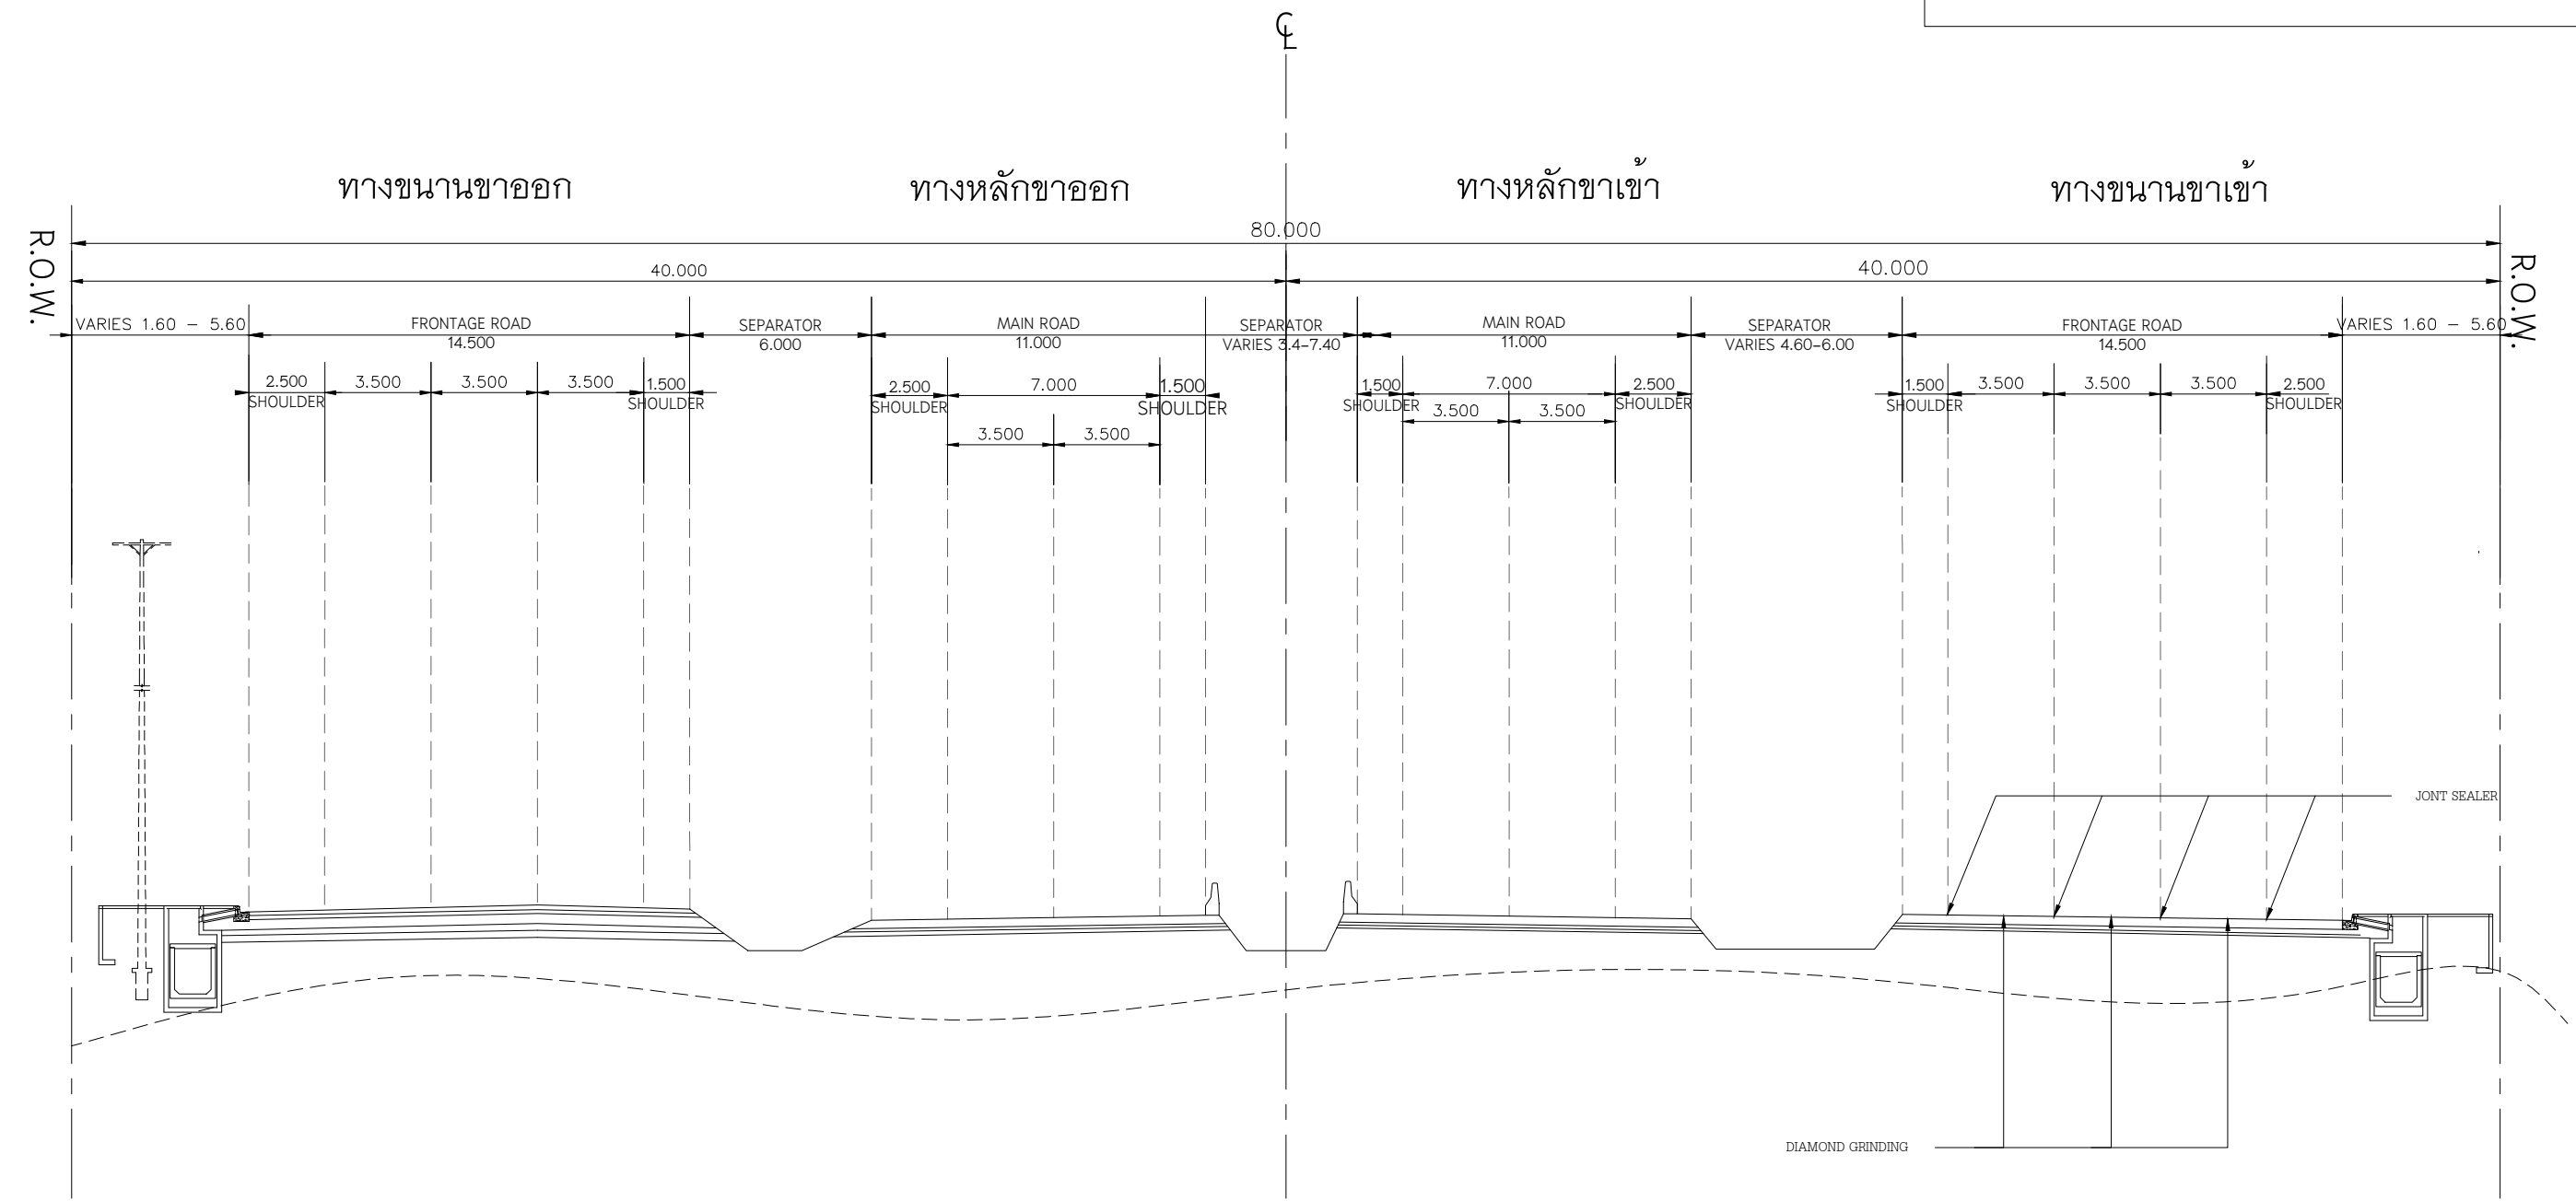 ℄
ทางขนานขาออก ทางหลักขาออก ทางหลักขาเข้า ทางขนานขาเข้า
80.000
R.O.W. 40.000 40.000 R.O.W.
VARIES 1.60 - 5.60 FRONTAGE ROAD SEPARATOR MAIN ROAD SEPARATOR MAIN ROAD SEPARATOR FRONTAGE ROAD VARIES 1.60 - 5.60
14.500 6.000 11.000 VARIES 3.4-7.40 11.000 VARIES 4.60-6.00 14.500
2.500 3.500 3.500 3.500 1.500 2.500 7.000 1.500 1.500 7.000 2.500 1.500 3.500 3.500 3.500 2.500
SHOULDER SHOULDER SHOULDER SHOULDER SHOULDER SHOULDER SHOULDER SHOULDER
3.500 3.500 3.500 3.500
JONT SEALER
DIAMOND GRINDING